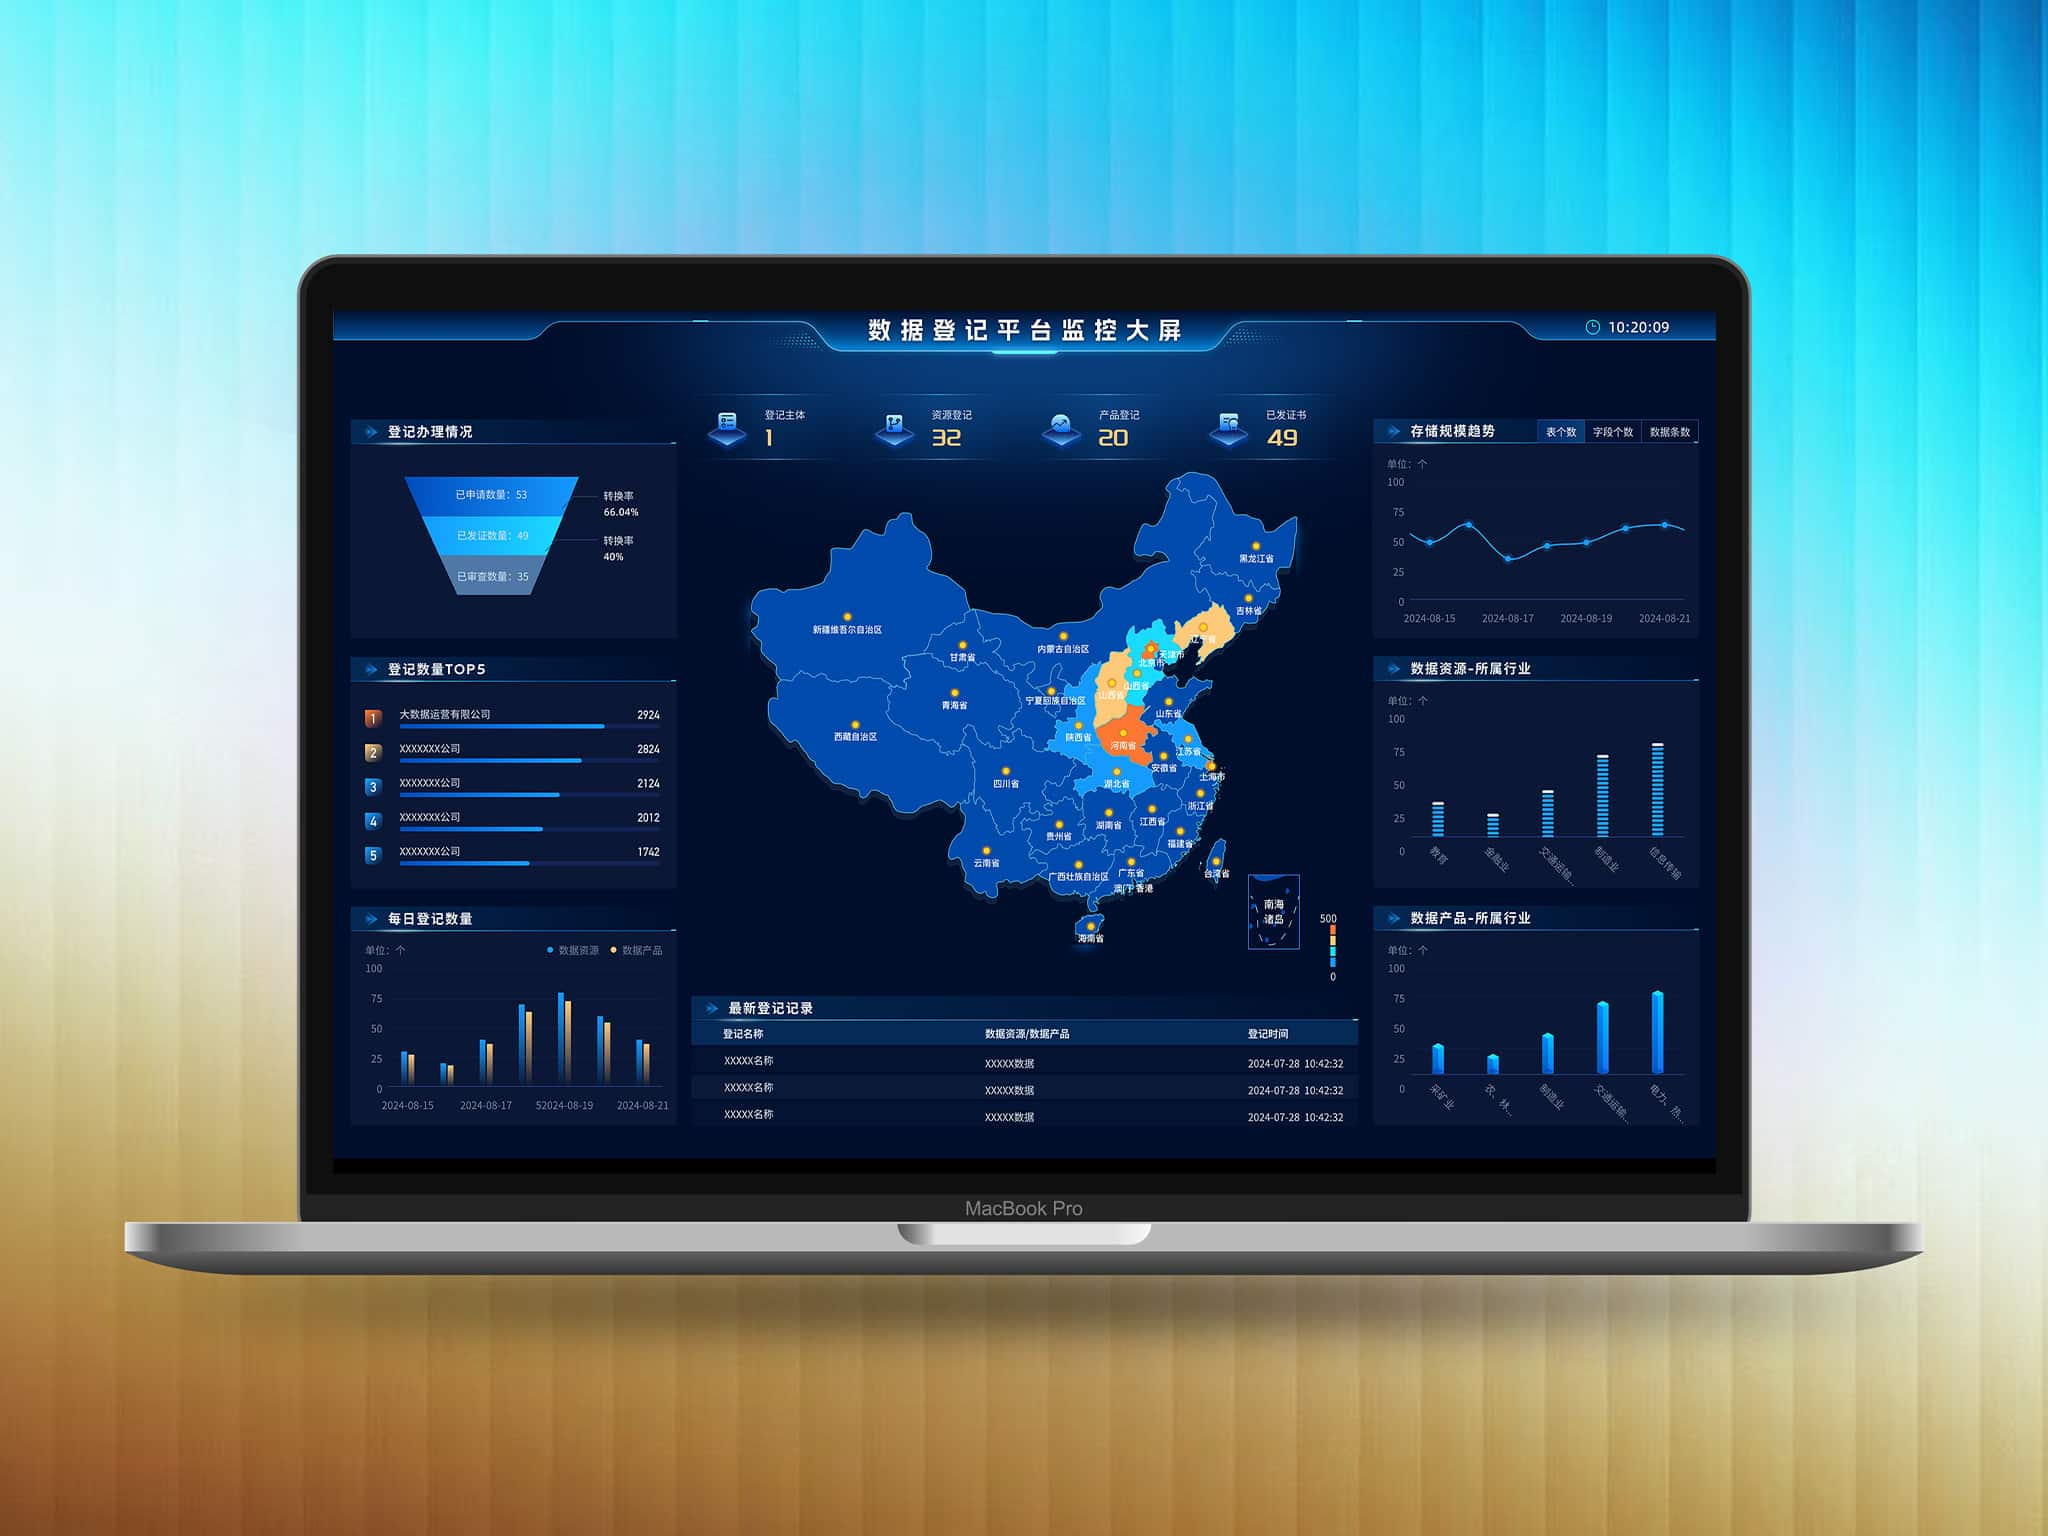 数据登记平台监控大屏
10:20:09
登记主体
1
资源登记
32
产品登记
20
已发证书
49
登记办理情况
已申请数量：53
已发证数量：49
已审查数量：35
转换率
66.04%
转换率
40%
登记数量TOP5
1 大数据运营有限公司 2924
2 XXXXXXX公司 2824
3 XXXXXXX公司 2124
4 XXXXXXX公司 2012
5 XXXXXXX公司 1742
每日登记数量
单位：个
数据资源 数据产品
100
75
50
25
0
2024-08-15 2024-08-17 52024-08-19 2024-08-21
黑龙江省
吉林省
辽宁省
新疆维吾尔自治区
甘肃省
内蒙古自治区
天津市
北京市
山西省
山西省
宁夏回族自治区
青海省
山东省
西藏自治区
陕西省
河南省
江苏省
安徽省
上海市
四川省
湖北省
浙江省
湖南省
江西省
贵州省
福建省
云南省
广西壮族自治区
广东省
台湾省
澳门 香港
海南省
南海
诸岛
500
0
最新登记记录
登记名称 数据资源/数据产品 登记时间
XXXXX名称 XXXXX数据 2024-07-28 10:42:32
XXXXX名称 XXXXX数据 2024-07-28 10:42:32
XXXXX名称 XXXXX数据 2024-07-28 10:42:32
存储规模趋势
表个数 字段个数 数据条数
单位：个
100
75
50
25
0
2024-08-15 2024-08-17 2024-08-19 2024-08-21
数据资源-所属行业
单位：个
100
75
50
25
0
教育 金融业 交通运输... 制造业 信息传输
数据产品-所属行业
单位：个
100
75
50
25
0
采矿业 农、林... 制造业 交通运输... 电力、热...
MacBook Pro